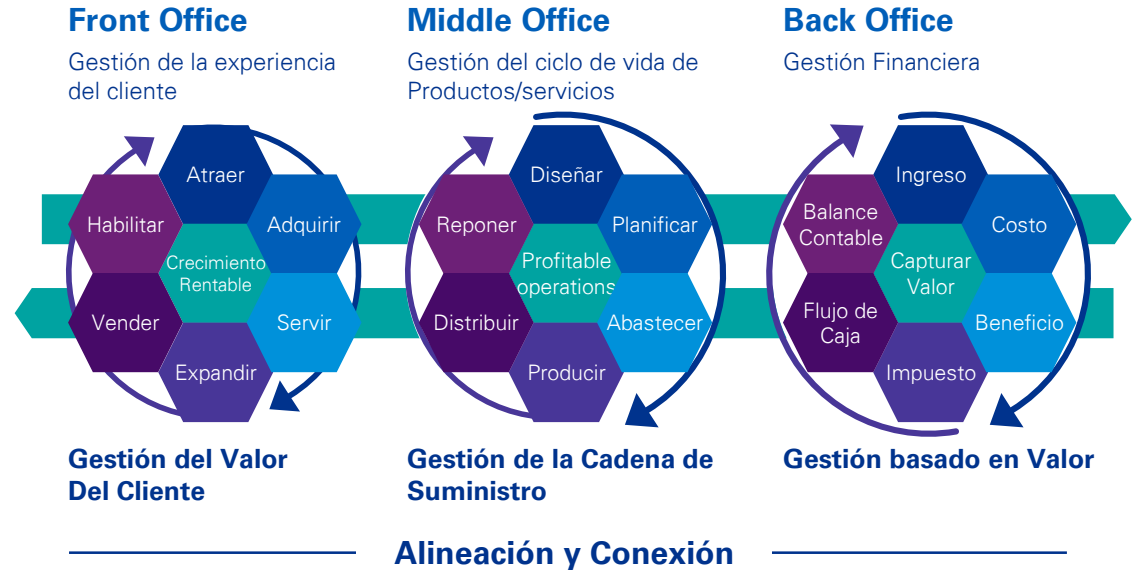 Front Office
Gestión de la experiencia
del cliente
Atraer
Adquirir
Servir
Expandir
Vender
Habilitar
Crecimiento
Rentable
Gestión del Valor
Del Cliente
Middle Office
Gestión del ciclo de vida de
Productos/servicios
Diseñar
Planificar
Abastecer
Producir
Distribuir
Reponer
Profitable
operations
Gestión de la Cadena de
Suministro
Back Office
Gestión Financiera
Ingreso
Costo
Beneficio
Impuesto
Flujo de
Caja
Balance
Contable
Capturar
Valor
Gestión basado en Valor
Alineación y Conexión